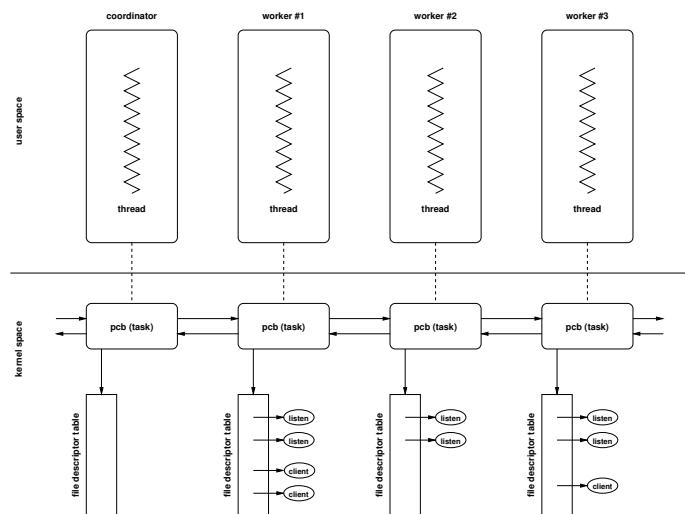 coordinator worker #1 worker #2 worker #3
user space
thread thread thread thread
kernel space
pcb (task) pcb (task) pcb (task) pcb (task)
file descriptor table file descriptor table file descriptor table file descriptor table
listen listen listen
listen listen listen
client
client
client